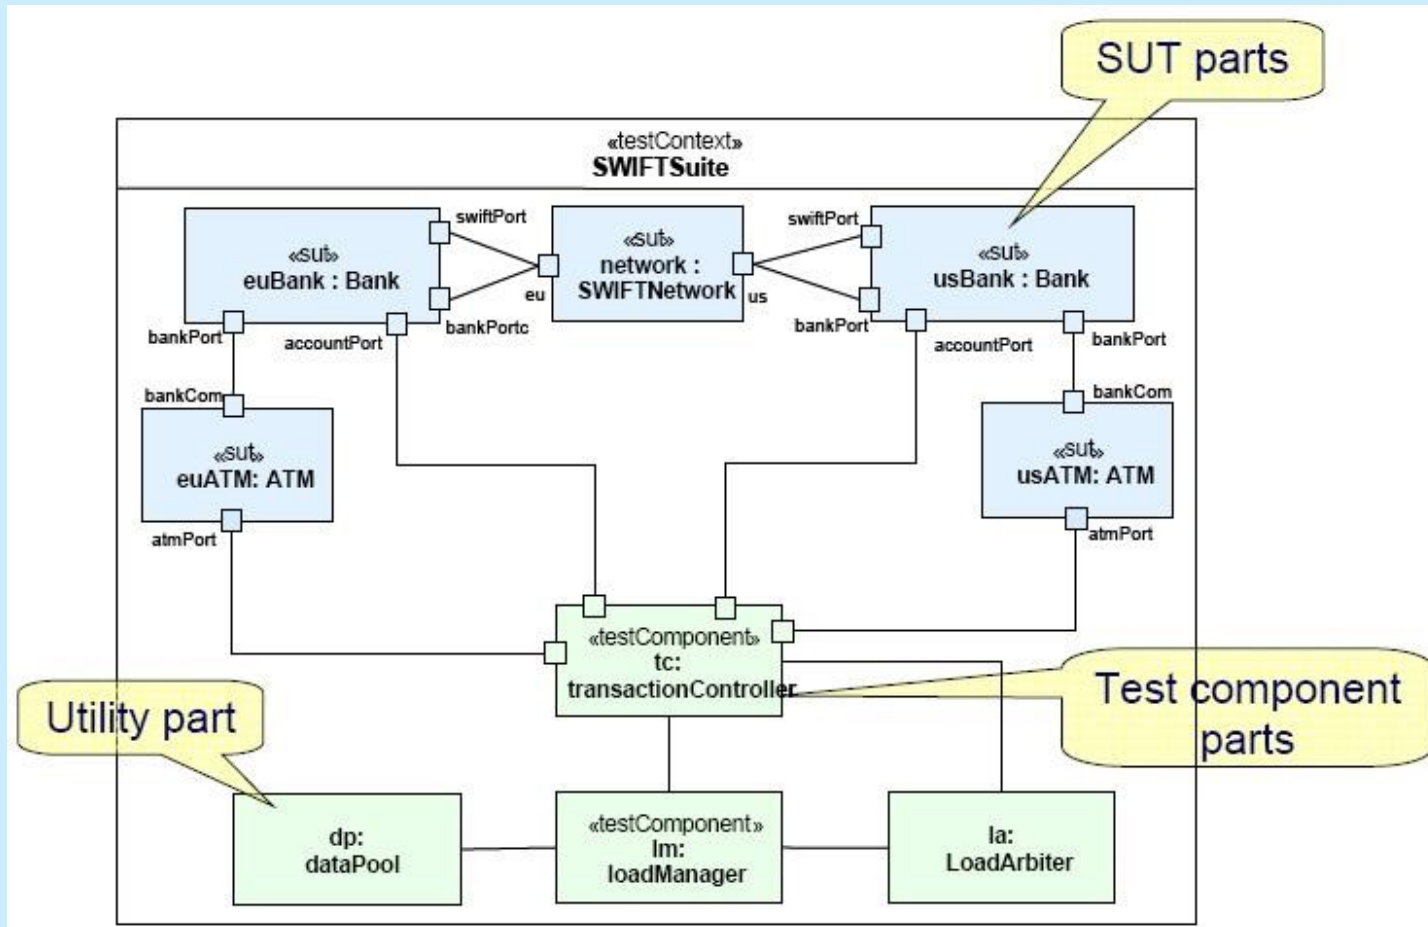 SUT parts
«testContext»
SWIFTSuite
swiftPort
swiftPort
«sut»
euBank : Bank
«sut»
network :
SWIFTNetwork
«sut»
usBank : Bank
eu
us
bankPortc
bankPort
bankPort
accountPort
accountPort
bankPort
bankCom
bankCom
«sut»
euATM: ATM
«sut»
usATM: ATM
atmPort
atmPort
«testComponent»
tc:
transactionController
Test component
parts
Utility part
dp:
dataPool
«testComponent»
lm:
loadManager
la:
LoadArbiter